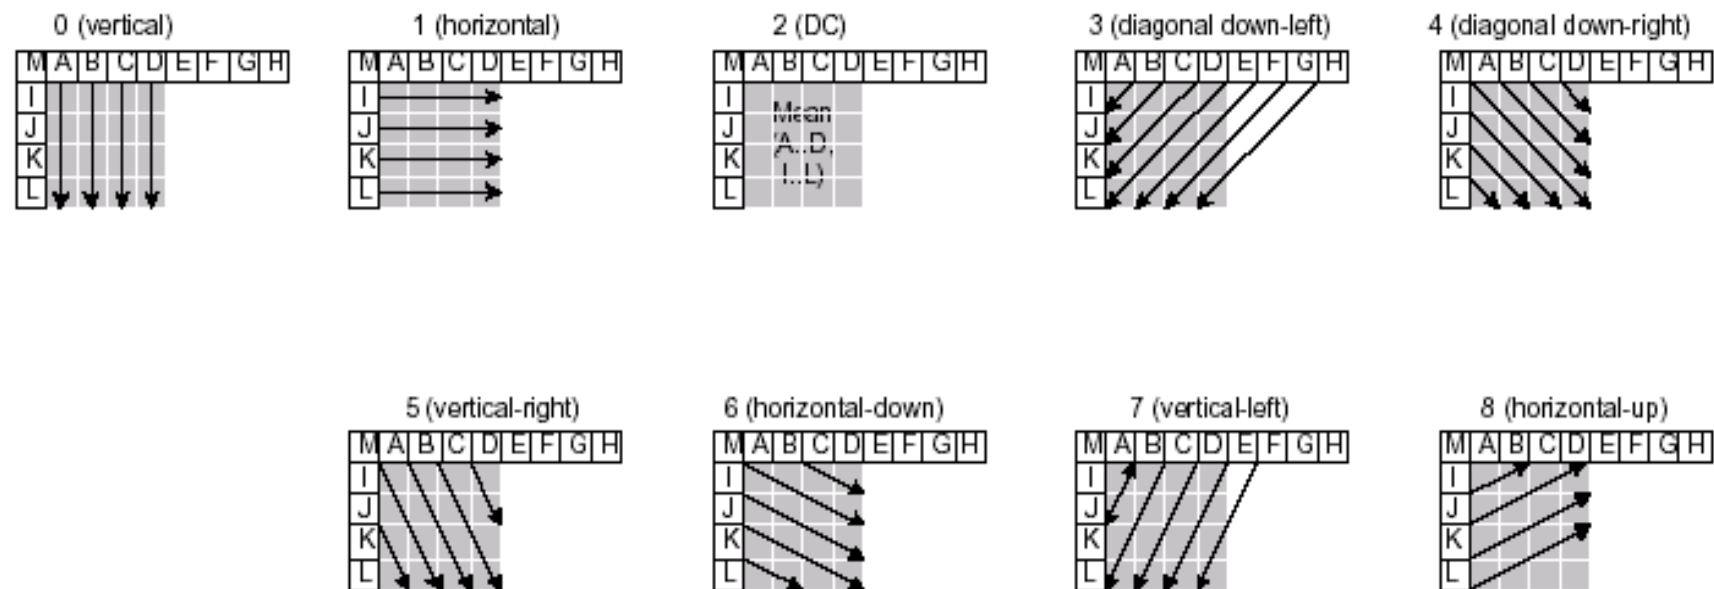 0 (vertical)
1 (horizontal)
2 (DC)
3 (diagonal down-left)
4 (diagonal down-right)
M A B C D E F G H
I
J
K
L
M A B C D E F G H
I
J
K
L
M A B C D E F G H
I
J
K
L
Mean
(A..D,
I..L)
M A B C D E F G H
I
J
K
L
M A B C D E F G H
I
J
K
L
5 (vertical-right)
6 (horizontal-down)
7 (vertical-left)
8 (horizontal-up)
M A B C D E F G H
I
J
K
L
M A B C D E F G H
I
J
K
L
M A B C D E F G H
I
J
K
L
M A B C D E F G H
I
J
K
L